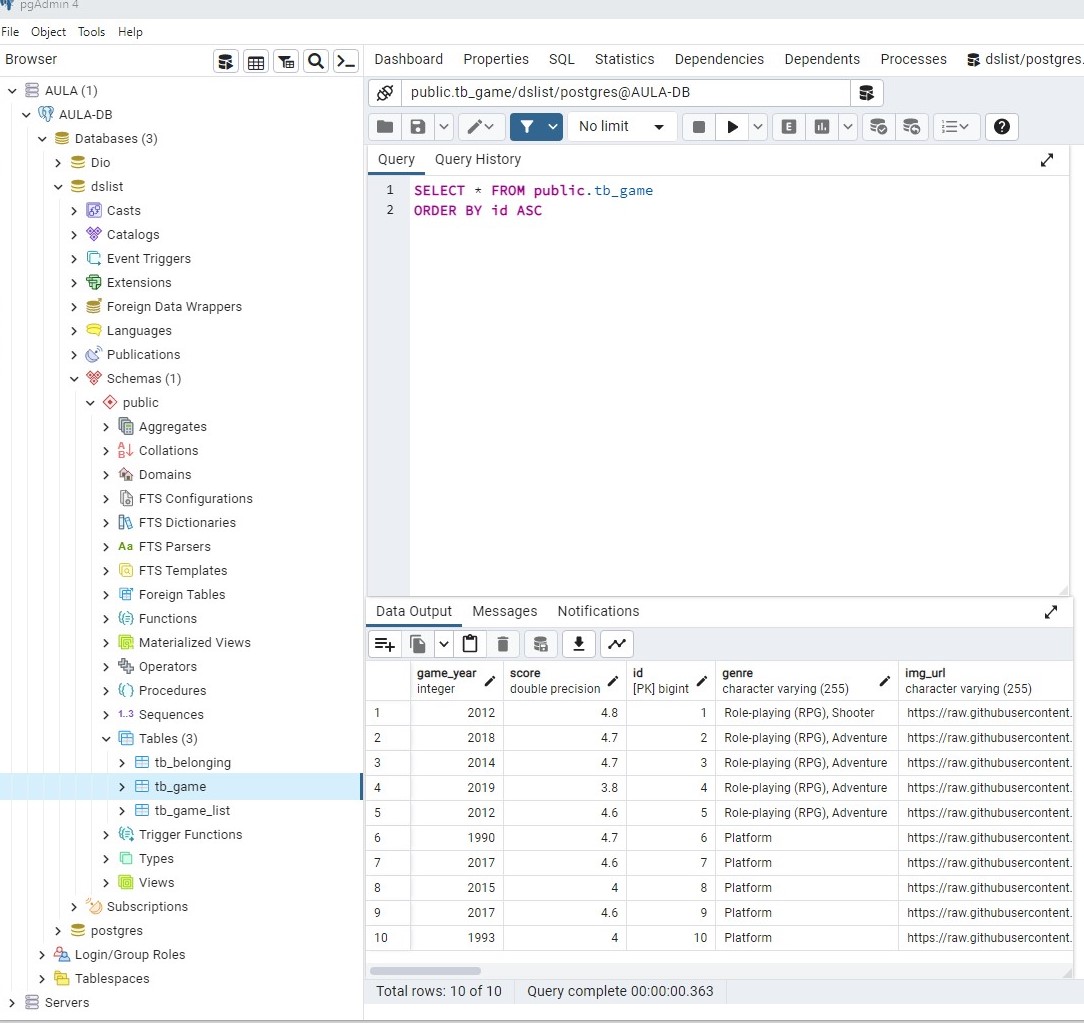 pgAdmin 4
File Object Tools Help
Browser
AULA (1)
AULA-DB
Databases (3)
Dio
dslist
Casts
Catalogs
Event Triggers
Extensions
Foreign Data Wrappers
Languages
Publications
Schemas (1)
public
Aggregates
Collations
Domains
FTS Configurations
FTS Dictionaries
Aa FTS Parsers
FTS Templates
Foreign Tables
Functions
Materialized Views
Operators
Procedures
1..3 Sequences
Tables (3)
tb_belonging
tb_game
tb_game_list
Trigger Functions
Types
Views
Subscriptions
postgres
Login/Group Roles
Tablespaces
Servers
Dashboard Properties SQL Statistics Dependencies Dependents Processes dslist/postgres.
public.tb_game/dslist/postgres@AULA-DB
No limit E
Query Query History
1 SELECT * FROM public.tb_game
2 ORDER BY id ASC
Data Output Messages Notifications
game_year score id genre img_url
integer double precision [PK] bigint character varying (255) character varying (255)
1 2012 4.8 1 Role-playing (RPG), Shooter https://raw.githubusercontent.
2 2018 4.7 2 Role-playing (RPG), Adventure https://raw.githubusercontent.
3 2014 4.7 3 Role-playing (RPG), Adventure https://raw.githubusercontent.
4 2019 3.8 4 Role-playing (RPG), Adventure https://raw.githubusercontent.
5 2012 4.6 5 Role-playing (RPG), Adventure https://raw.githubusercontent.
6 1990 4.7 6 Platform https://raw.githubusercontent.
7 2017 4.6 7 Platform https://raw.githubusercontent.
8 2015 4 8 Platform https://raw.githubusercontent.
9 2017 4.6 9 Platform https://raw.githubusercontent.
10 1993 4 10 Platform https://raw.githubusercontent.
Total rows: 10 of 10 Query complete 00:00:00.363